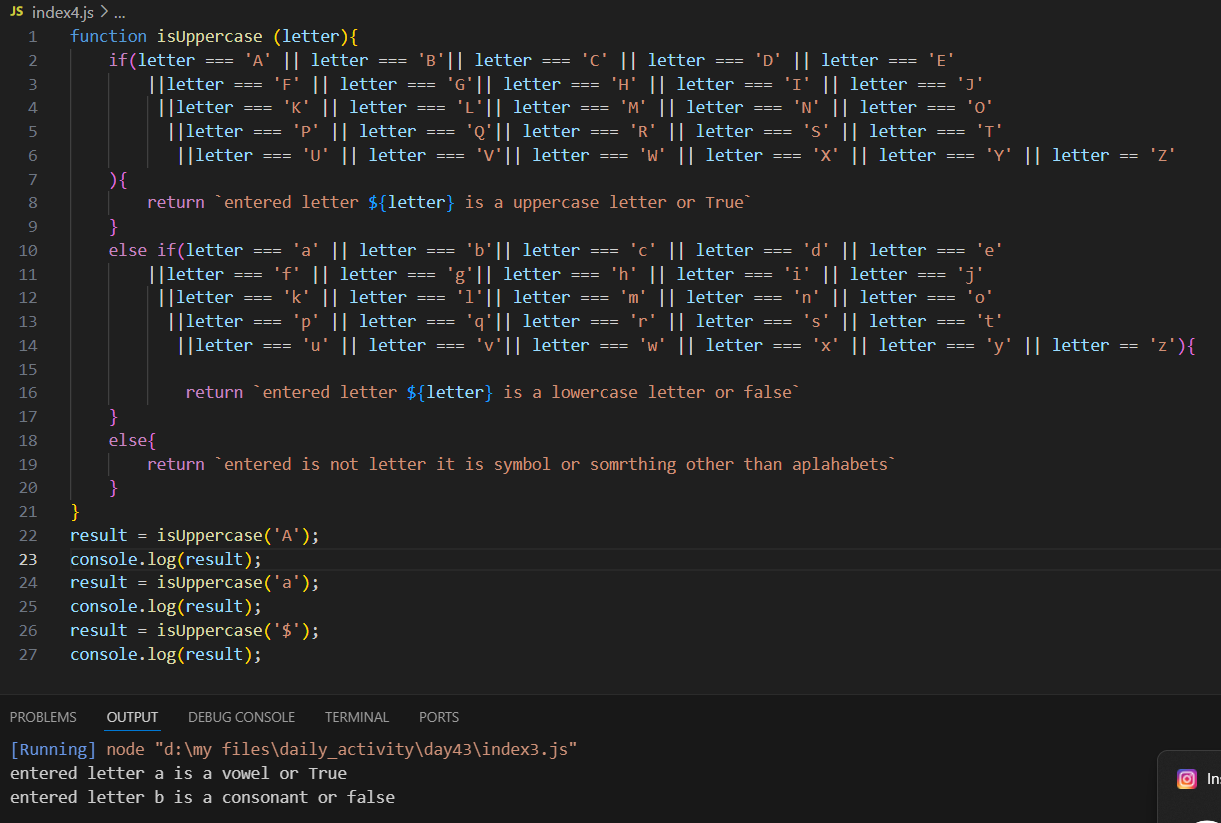 JS index4.js > ...
1 function isUppercase (letter){
2 if(letter === 'A' || letter === 'B'|| letter === 'C' || letter === 'D' || letter === 'E'
3 ||letter === 'F' || letter === 'G'|| letter === 'H' || letter === 'I' || letter === 'J'
4 ||letter === 'K' || letter === 'L'|| letter === 'M' || letter === 'N' || letter === 'O'
5 ||letter === 'P' || letter === 'Q'|| letter === 'R' || letter === 'S' || letter === 'T'
6 ||letter === 'U' || letter === 'V'|| letter === 'W' || letter === 'X' || letter === 'Y' || letter == 'Z'
7 ){
8 return `entered letter ${letter} is a uppercase letter or True`
9 }
10 else if(letter === 'a' || letter === 'b'|| letter === 'c' || letter === 'd' || letter === 'e'
11 ||letter === 'f' || letter === 'g'|| letter === 'h' || letter === 'i' || letter === 'j'
12 ||letter === 'k' || letter === 'l'|| letter === 'm' || letter === 'n' || letter === 'o'
13 ||letter === 'p' || letter === 'q'|| letter === 'r' || letter === 's' || letter === 't'
14 ||letter === 'u' || letter === 'v'|| letter === 'w' || letter === 'x' || letter === 'y' || letter == 'z'){
15
16 return `entered letter ${letter} is a lowercase letter or false`
17 }
18 else{
19 return `entered is not letter it is symbol or somrthing other than aplahabets`
20 }
21 }
22 result = isUppercase('A');
23 console.log(result);
24 result = isUppercase('a');
25 console.log(result);
26 result = isUppercase('$');
27 console.log(result);
PROBLEMS OUTPUT DEBUG CONSOLE TERMINAL PORTS
[Running] node "d:\my files\daily_activity\day43\index3.js"
entered letter a is a vowel or True
entered letter b is a consonant or false